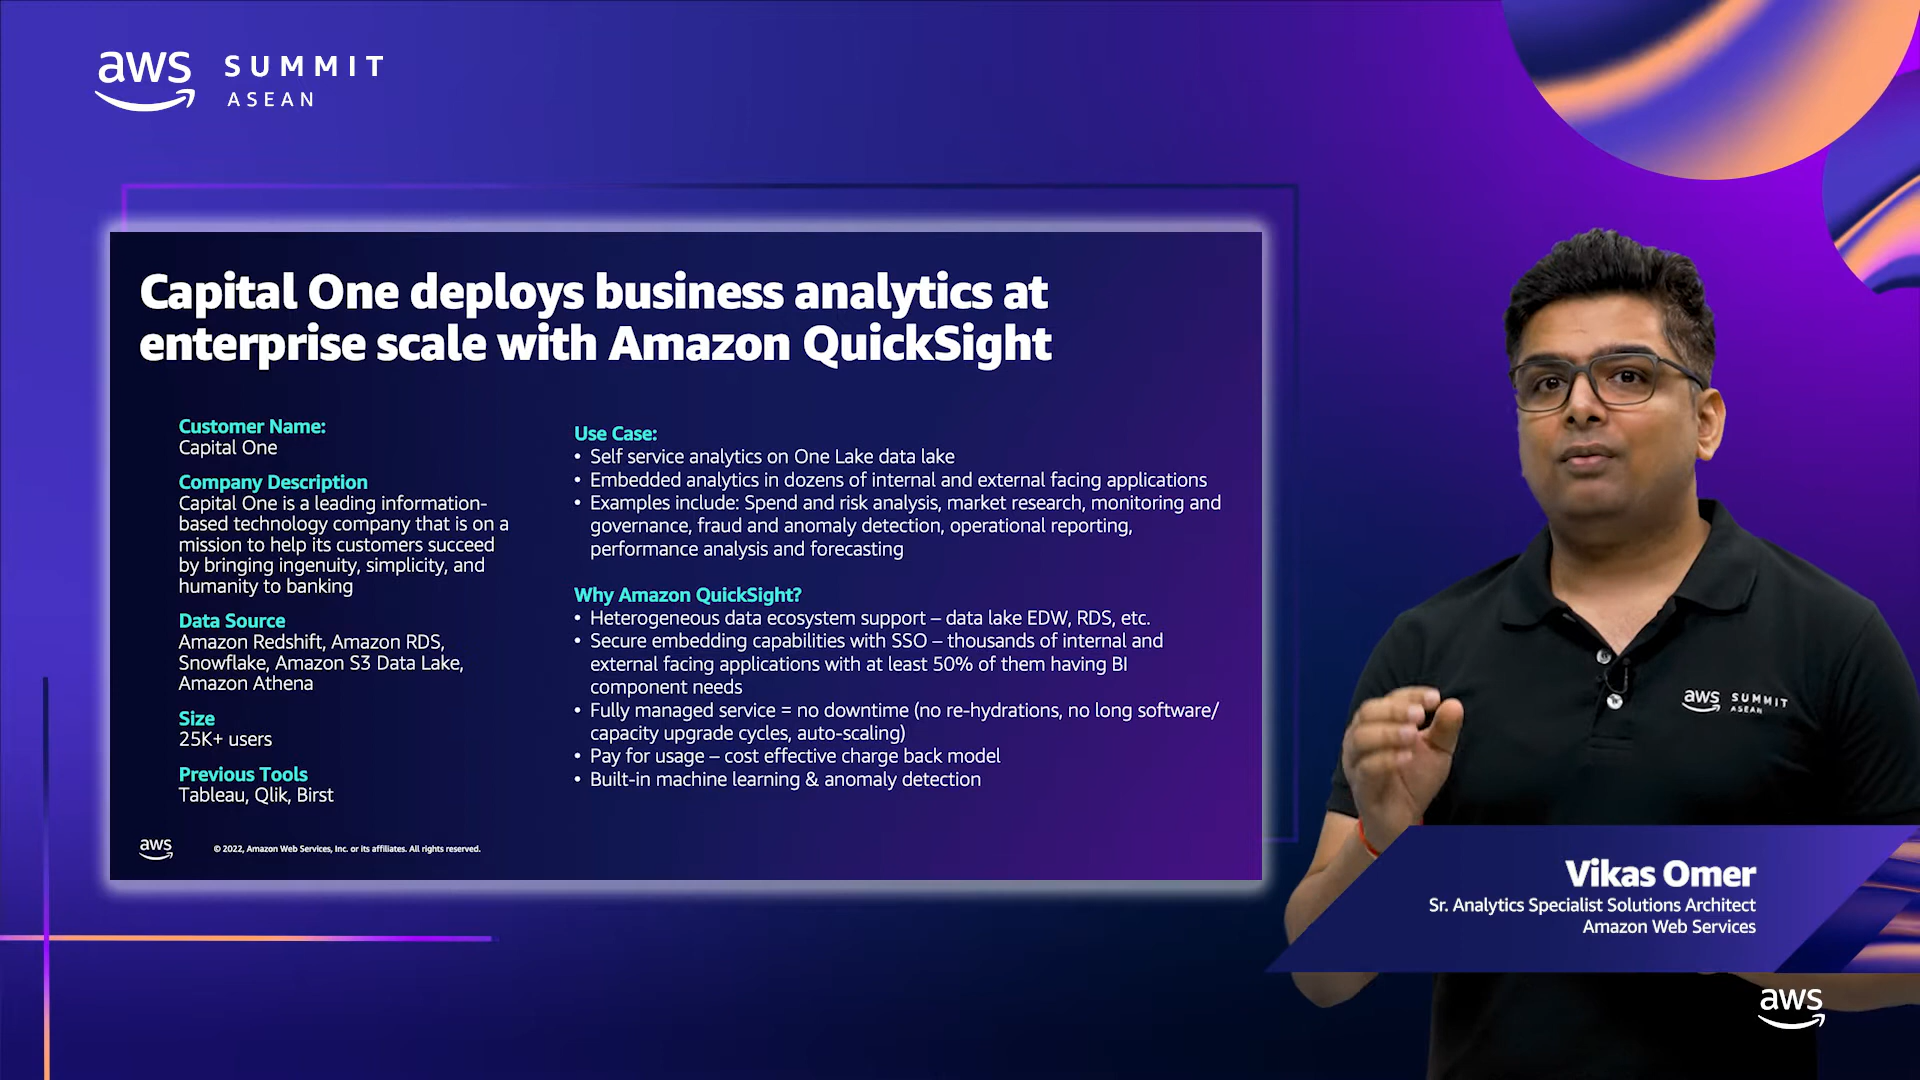 aws SUMMIT
ASEAN
Capital One deploys business analytics at
enterprise scale with Amazon QuickSight
Customer Name:
Capital One
Company Description
Capital One is a leading information-
based technology company that is on a
mission to help its customers succeed
by bringing ingenuity, simplicity, and
humanity to banking
Data Source
Amazon Redshift, Amazon RDS,
Snowflake, Amazon S3 Data Lake,
Amazon Athena
Size
25K+ users
Previous Tools
Tableau, Qlik, Birst
Use Case:
• Self service analytics on One Lake data lake
• Embedded analytics in dozens of internal and external facing applications
• Examples include: Spend and risk analysis, market research, monitoring and
governance, fraud and anomaly detection, operational reporting,
performance analysis and forecasting
Why Amazon QuickSight?
• Heterogeneous data ecosystem support – data lake EDW, RDS, etc.
• Secure embedding capabilities with SSO – thousands of internal and
external facing applications with at least 50% of them having BI
component needs
• Fully managed service = no downtime (no re-hydrations, no long software/
capacity upgrade cycles, auto-scaling)
• Pay for usage – cost effective charge back model
• Built-in machine learning & anomaly detection
aws
© 2022, Amazon Web Services, Inc. or its affiliates. All rights reserved.
aws SUMMIT
ASEAN
Vikas Omer
Sr. Analytics Specialist Solutions Architect
Amazon Web Services
aws